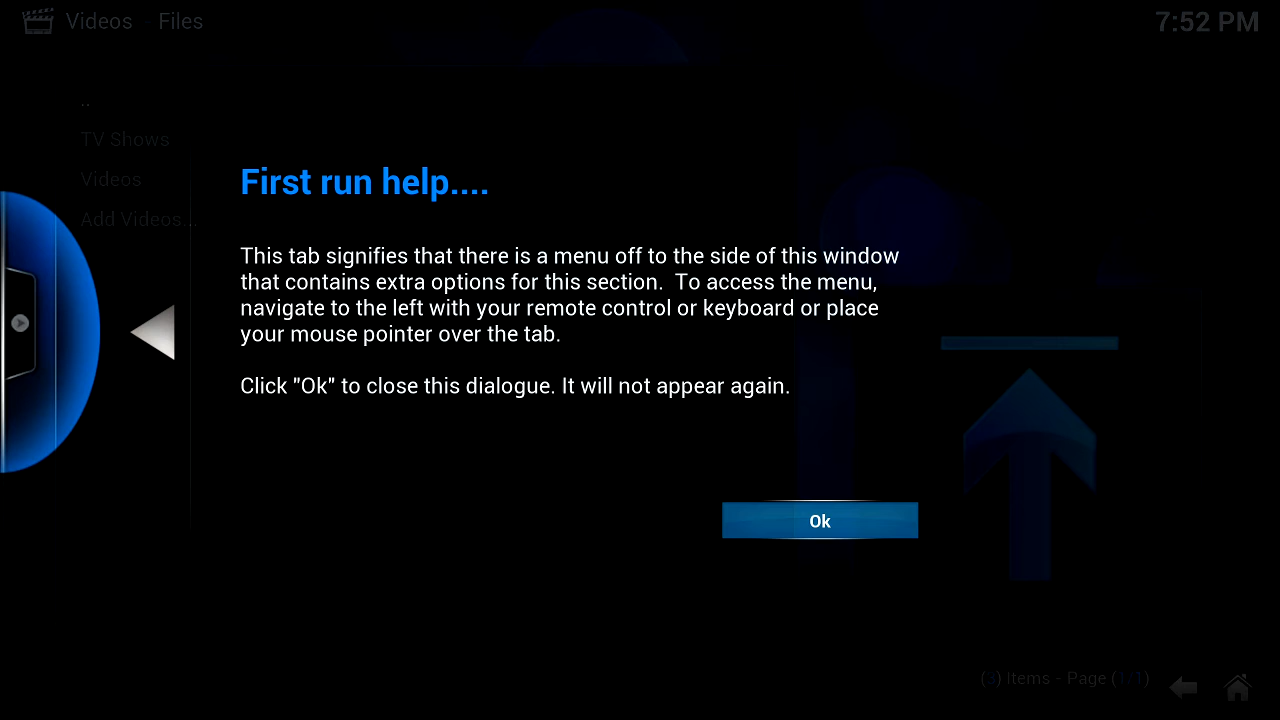 Videos - Files
7:52 PM
..
TV Shows
Videos
Add Videos...
First run help....
This tab signifies that there is a menu off to the side of this window
that contains extra options for this section.  To access the menu,
navigate to the left with your remote control or keyboard or place
your mouse pointer over the tab.
Click "Ok" to close this dialogue. It will not appear again.
Ok
(3) Items - Page (1/1)